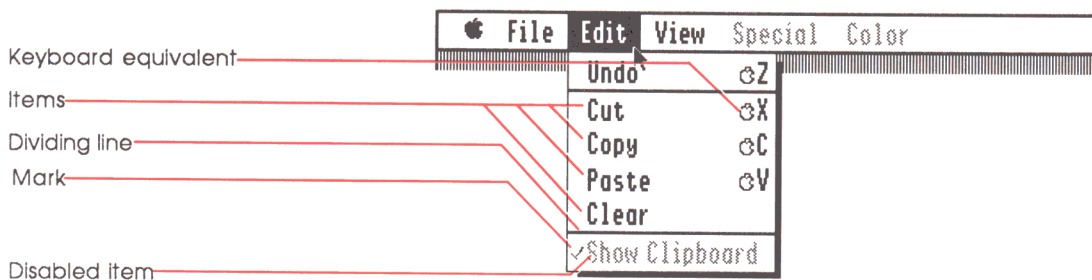 File Edit View Special Color
Keyboard equivalent
Undo Z
Items
Cut X
Dividing line
Copy C
Mark
Paste V
Clear
✓Show Clipboard
Disabled item